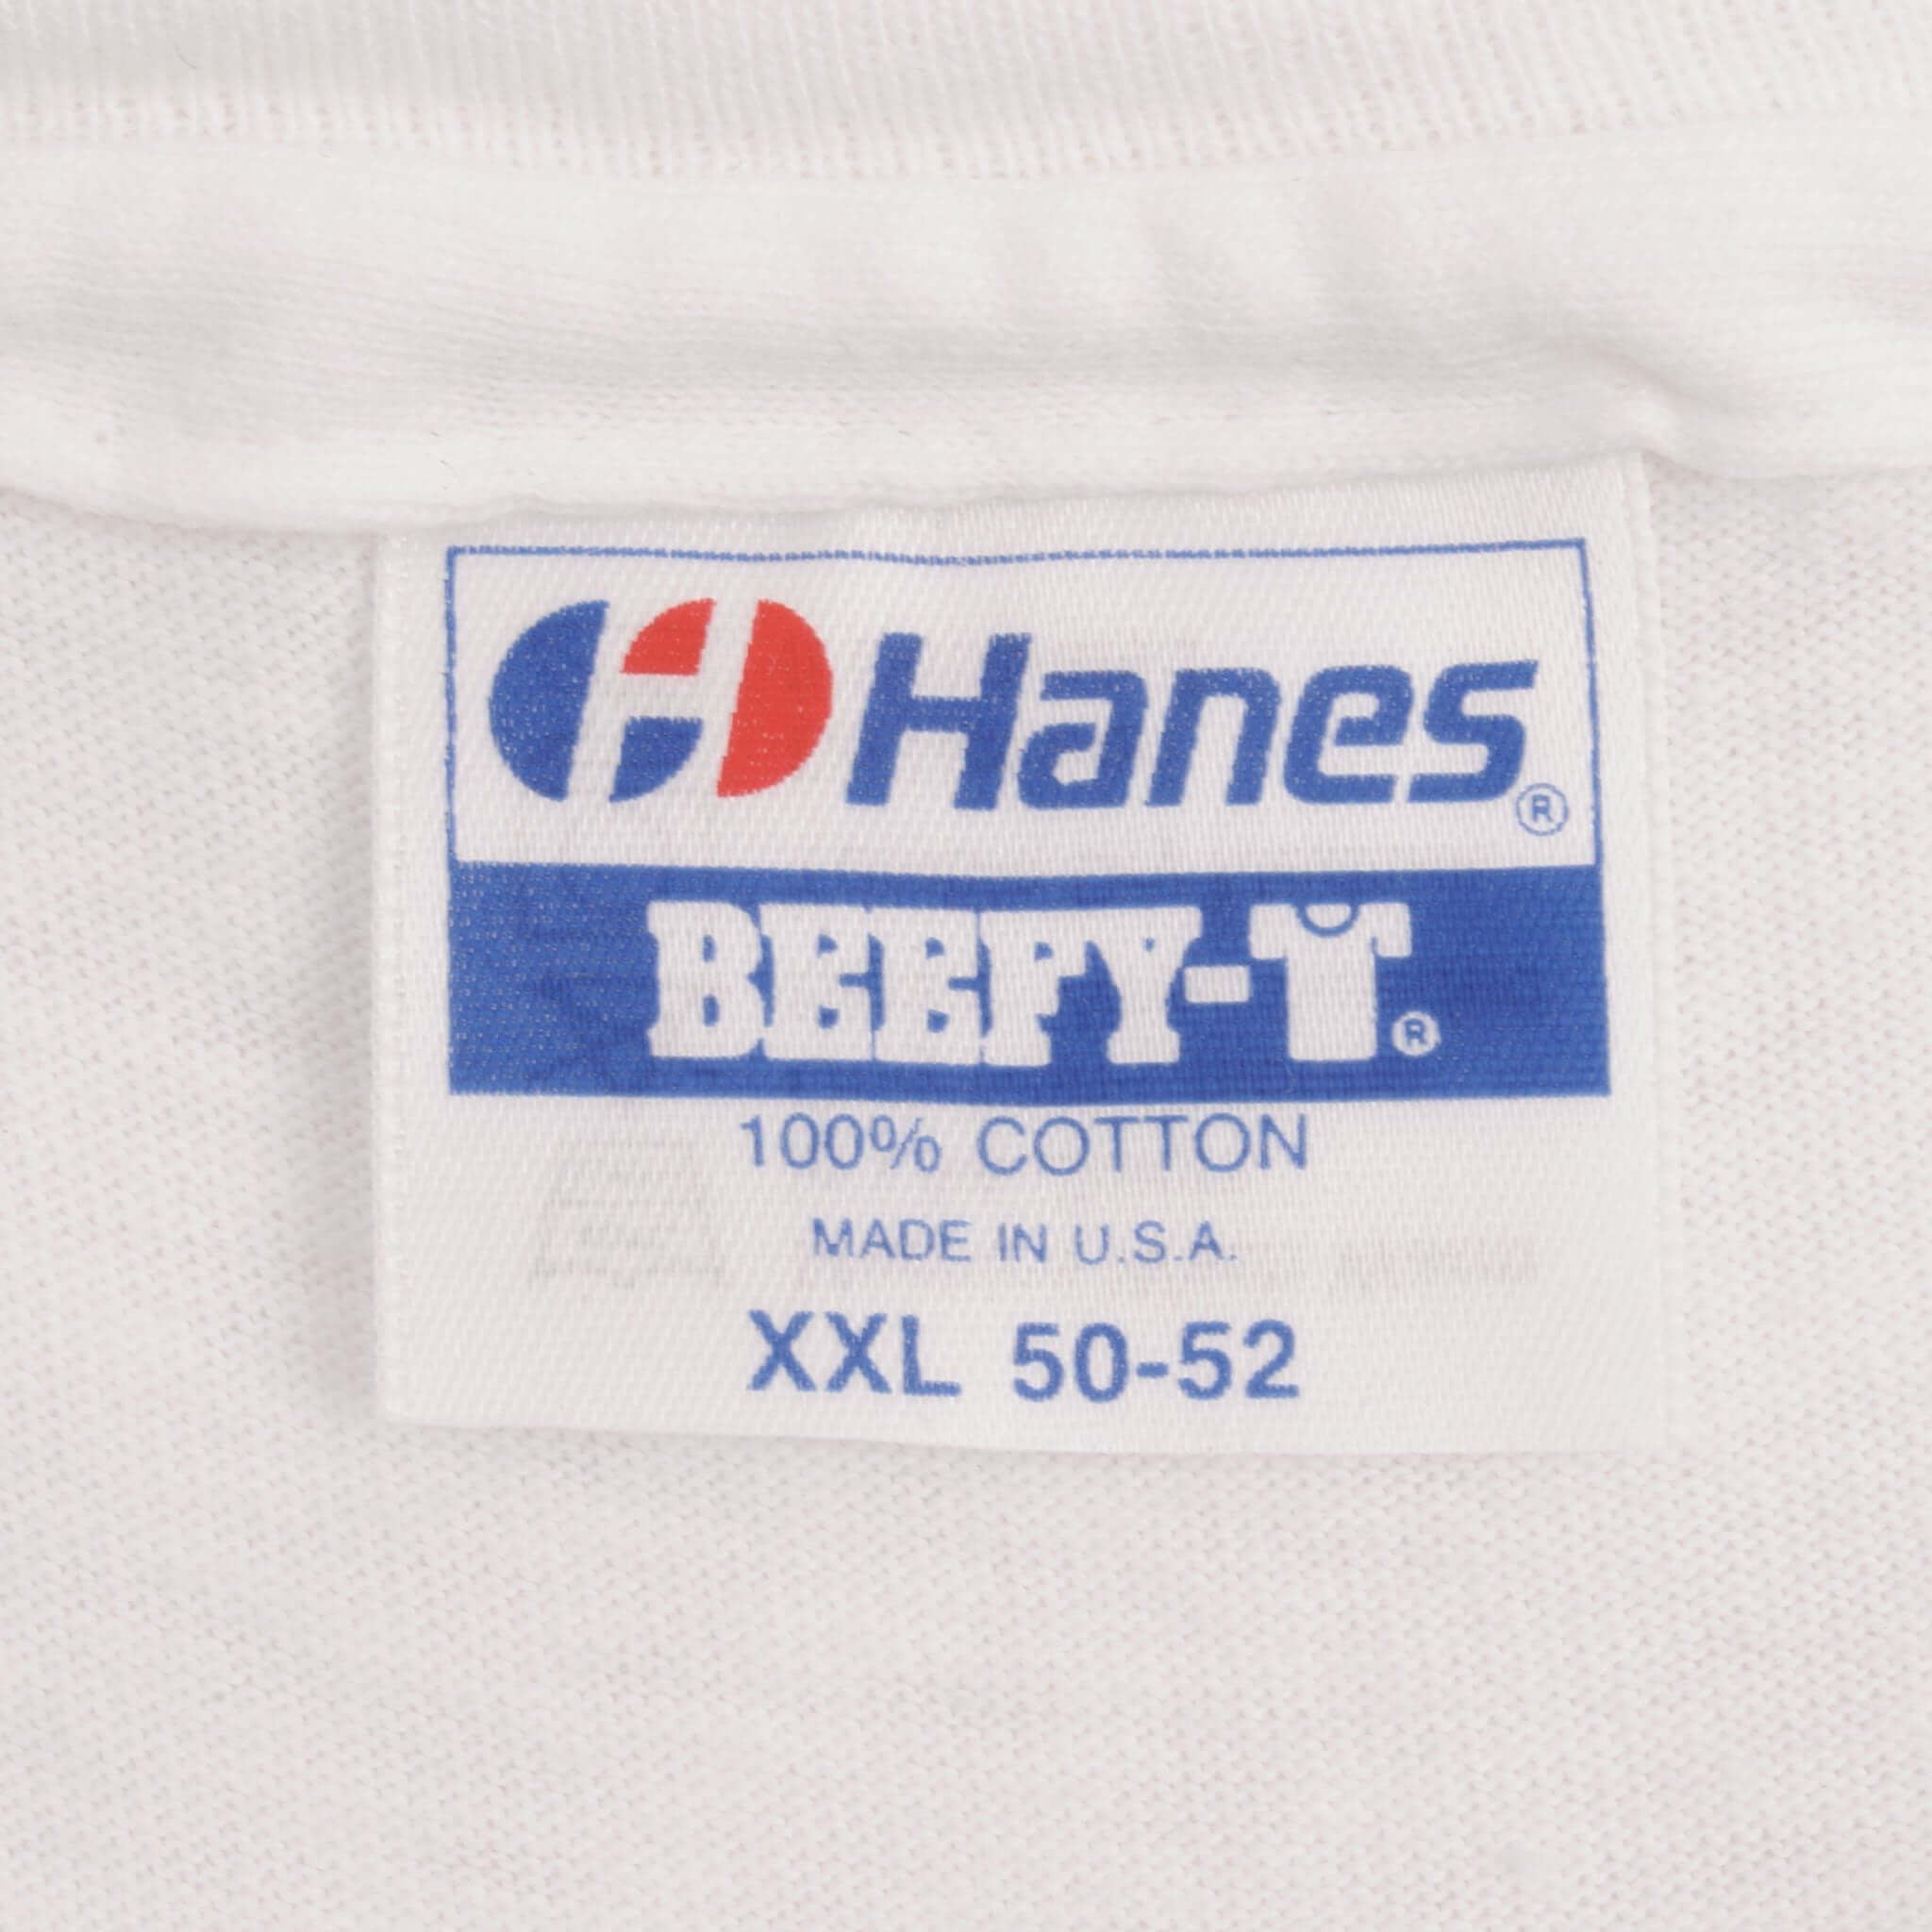 Hanes®
BEEFY-T®
100% COTTON
MADE IN U.S.A.
XXL 50-52